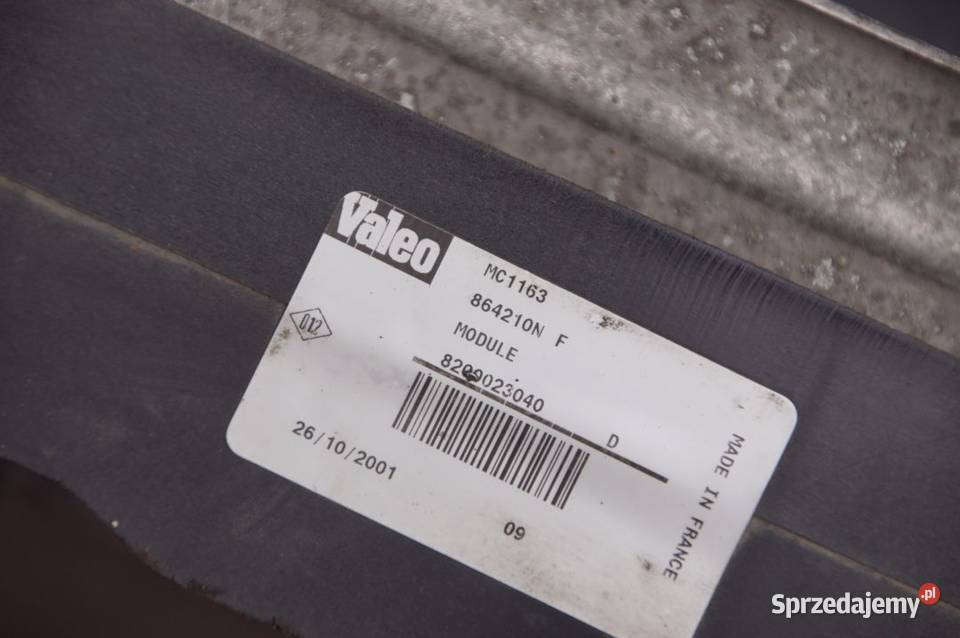 Valeo
MC1163
864210N F
MODULE
8200023040
D
012
26/10/2001
09
MADE IN FRANCE
Sprzedajemy.pl